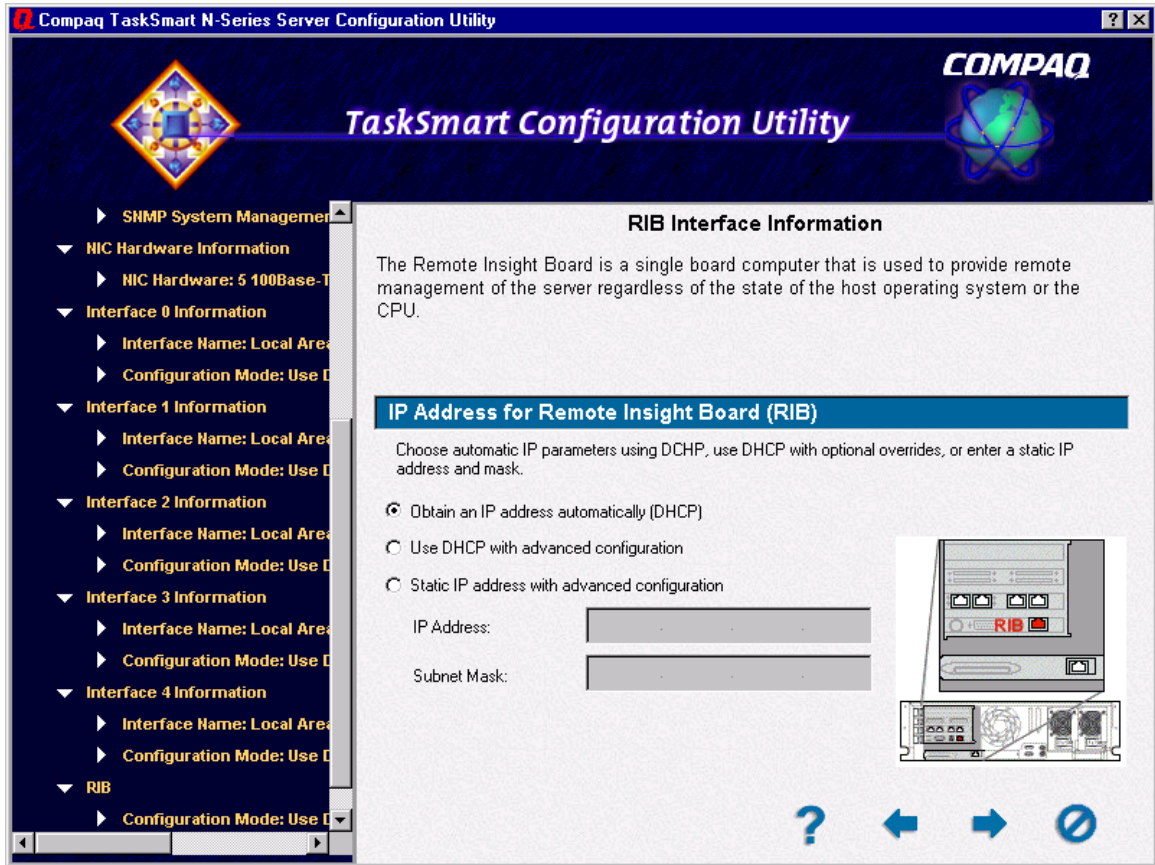 Compaq TaskSmart N-Series Server Configuration Utility
COMPAQ
TaskSmart Configuration Utility
SNMP System Managemen
NIC Hardware Information
NIC Hardware: 5 100Base-T
Interface 0 Information
Interface Name: Local Area
Configuration Mode: Use D
Interface 1 Information
Interface Name: Local Area
Configuration Mode: Use D
Interface 2 Information
Interface Name: Local Area
Configuration Mode: Use D
Interface 3 Information
Interface Name: Local Area
Configuration Mode: Use D
Interface 4 Information
Interface Name: Local Area
Configuration Mode: Use D
RIB
Configuration Mode: Use D
RIB Interface Information
The Remote Insight Board is a single board computer that is used to provide remote
management of the server regardless of the state of the host operating system or the
CPU.
IP Address for Remote Insight Board (RIB)
Choose automatic IP parameters using DCHP, use DHCP with optional overrides, or enter a static IP
address and mask.
Obtain an IP address automatically (DHCP)
Use DHCP with advanced configuration
Static IP address with advanced configuration
IP Address:
Subnet Mask:
RIB